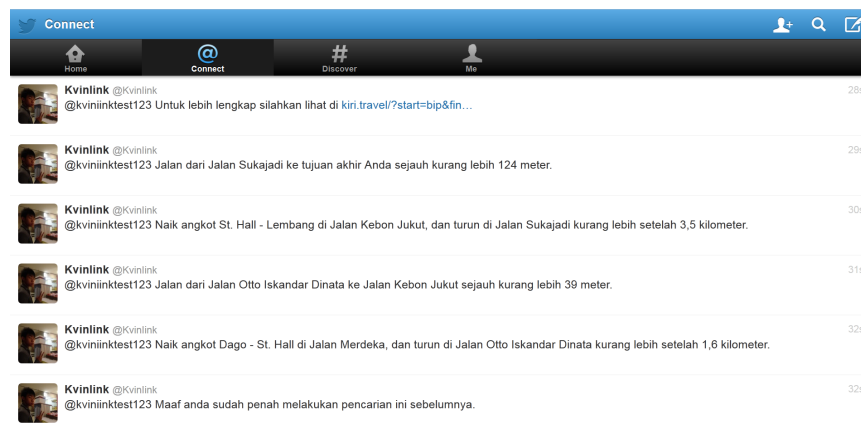 Connect
Home
Connect
Discover
Me
Kvinlink @Kvinlink
28s
@kviniinktest123 Untuk lebih lengkap silahkan lihat di kiri.travel/?start=bip&fin…
Kvinlink @Kvinlink
29s
@kviniinktest123 Jalan dari Jalan Sukajadi ke tujuan akhir Anda sejauh kurang lebih 124 meter.
Kvinlink @Kvinlink
30s
@kviniinktest123 Naik angkot St. Hall - Lembang di Jalan Kebon Jukut, dan turun di Jalan Sukajadi kurang lebih setelah 3,5 kilometer.
Kvinlink @Kvinlink
31s
@kviniinktest123 Jalan dari Jalan Otto Iskandar Dinata ke Jalan Kebon Jukut sejauh kurang lebih 39 meter.
Kvinlink @Kvinlink
32s
@kviniinktest123 Naik angkot Dago - St. Hall di Jalan Merdeka, dan turun di Jalan Otto Iskandar Dinata kurang lebih setelah 1,6 kilometer.
Kvinlink @Kvinlink
32s
@kviniinktest123 Maaf anda sudah penah melakukan pencarian ini sebelumnya.